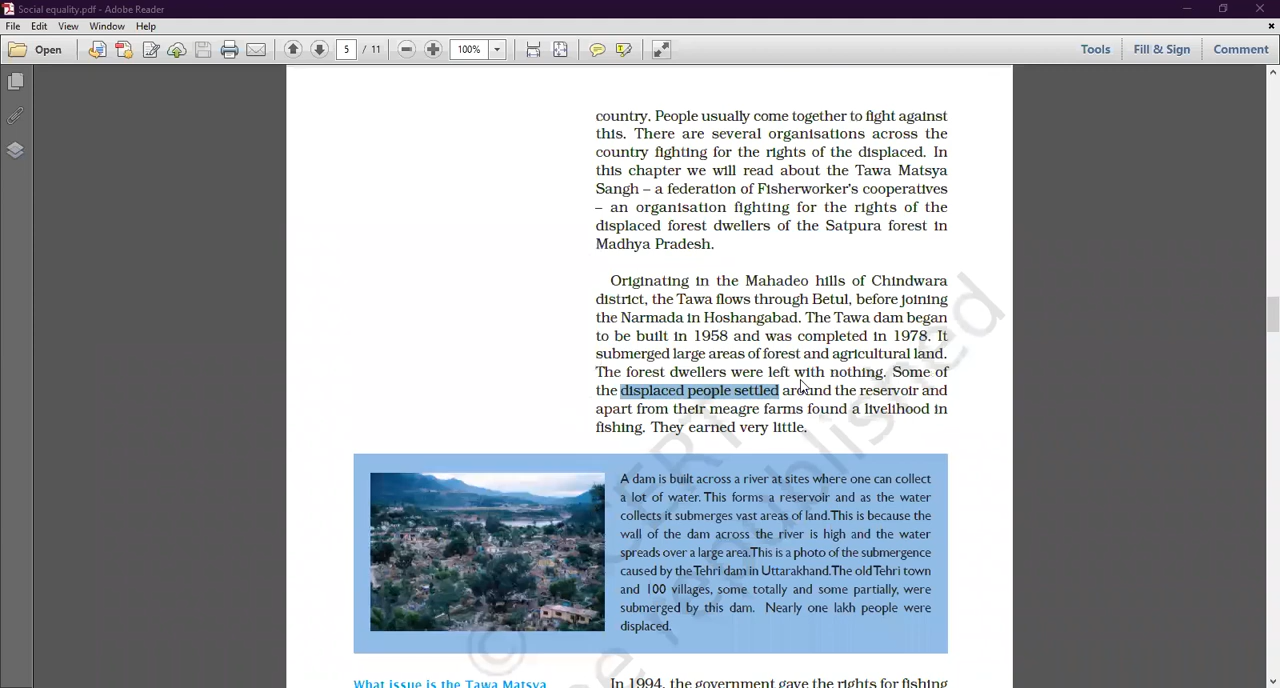 Social equality.pdf - Adobe Reader
File Edit View Window Help
Open 5 / 11 100% Tools Fill & Sign Comment
country. People usually come together to fight against
this. There are several organisations across the
country fighting for the rights of the displaced. In
this chapter we will read about the Tawa Matsya
Sangh – a federation of Fisherworker's cooperatives
– an organisation fighting for the rights of the
displaced forest dwellers of the Satpura forest in
Madhya Pradesh.
Originating in the Mahadeo hills of Chindwara
district, the Tawa flows through Betul, before joining
the Narmada in Hoshangabad. The Tawa dam began
to be built in 1958 and was completed in 1978. It
submerged large areas of forest and agricultural land.
The forest dwellers were left with nothing. Some of
the displaced people settled around the reservoir and
apart from their meagre farms found a livelihood in
fishing. They earned very little.
A dam is built across a river at sites where one can collect
a lot of water. This forms a reservoir and as the water
collects it submerges vast areas of land.This is because the
wall of the dam across the river is high and the water
spreads over a large area.This is a photo of the submergence
caused by the Tehri dam in Uttarakhand.The old Tehri town
and 100 villages, some totally and some partially, were
submerged by this dam. Nearly one lakh people were
displaced.
What issue is the Tawa Matsya
In 1994, the government gave the rights for fishing